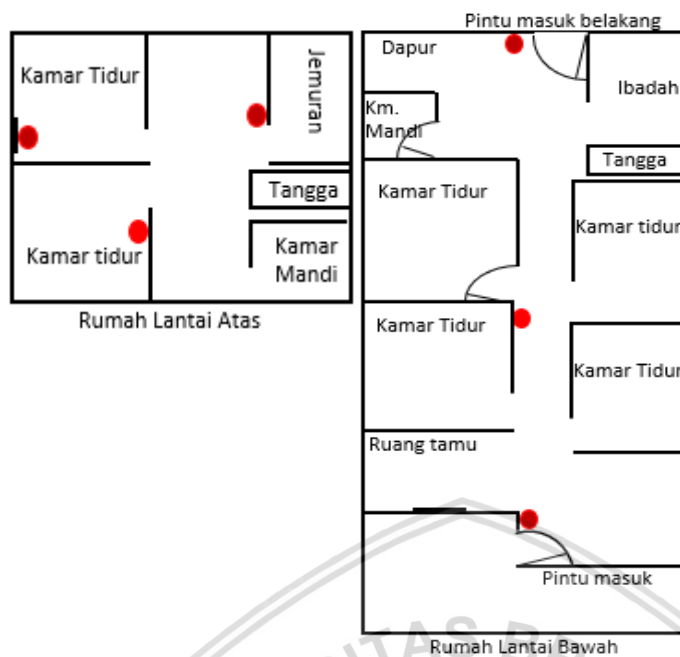 Kamar Tidur
Jemuran
Tangga
Kamar tidur
Kamar
Mandi
Rumah Lantai Atas
Pintu masuk belakang
Dapur
Ibadah
Km.
Mandi
Tangga
Kamar Tidur
Kamar tidur
Kamar Tidur
Kamar Tidur
Ruang tamu
Pintu masuk
Rumah Lantai Bawah